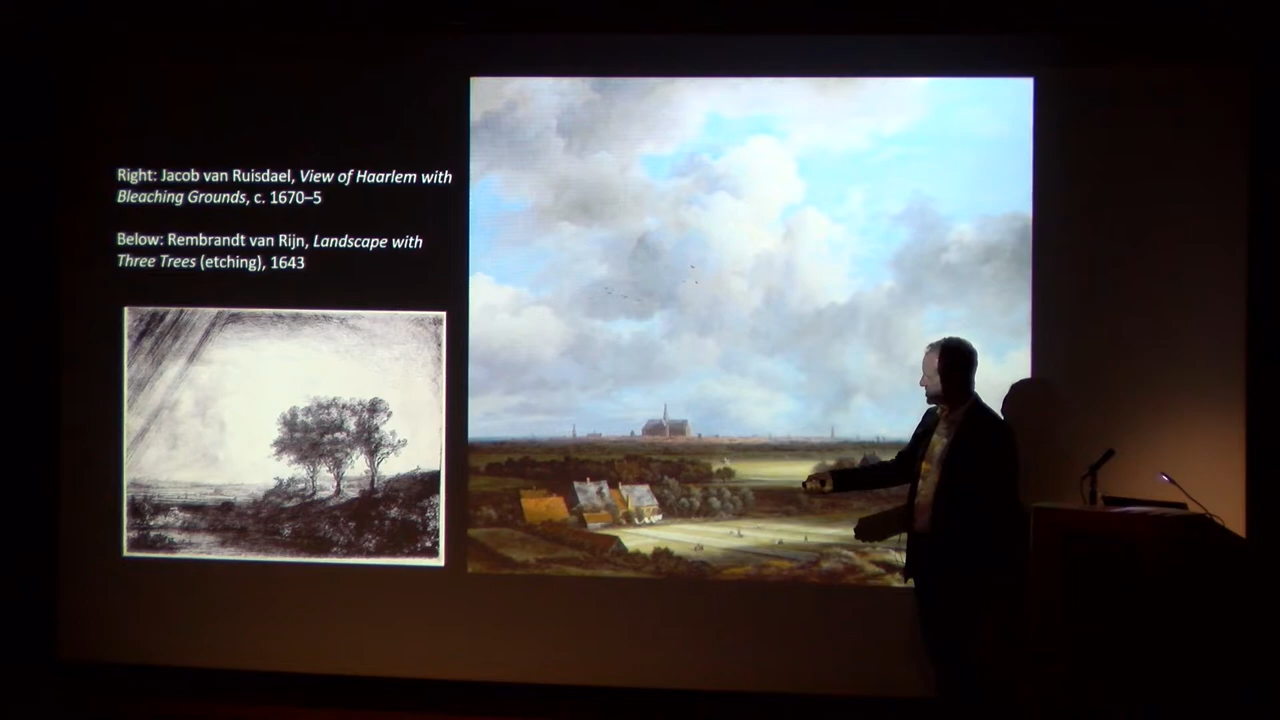 Right: Jacob van Ruisdael, View of Haarlem with
Bleaching Grounds, c. 1670–5
Below: Rembrandt van Rijn, Landscape with
Three Trees (etching), 1643